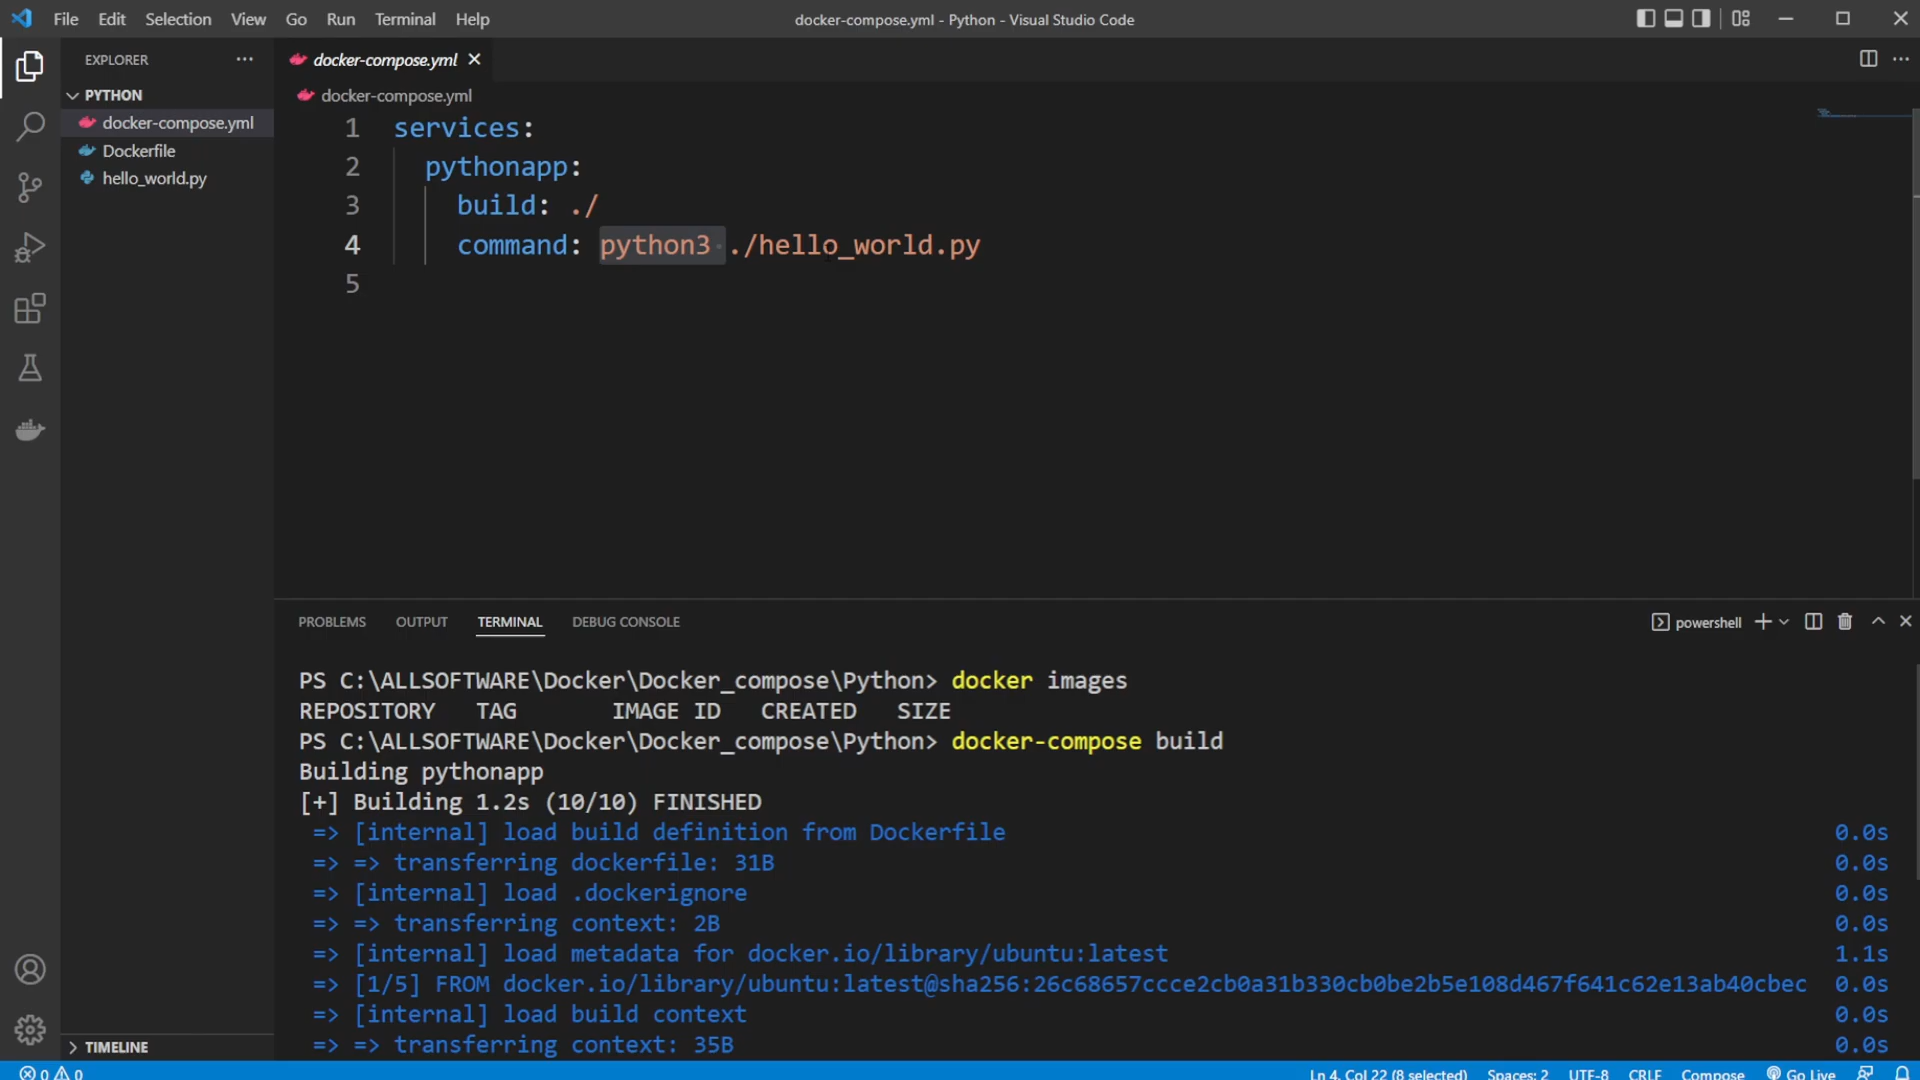 File Edit Selection View Go Run Terminal Help
docker-compose.yml - Python - Visual Studio Code
EXPLORER
PYTHON
docker-compose.yml
Dockerfile
hello_world.py
TIMELINE
docker-compose.yml
docker-compose.yml
1 services:
2 pythonapp:
3 build: ./
4 command: python3 ./hello_world.py
5
PROBLEMS OUTPUT TERMINAL DEBUG CONSOLE
powershell
PS C:\ALLSOFTWARE\Docker\Docker_compose\Python> docker images
REPOSITORY TAG IMAGE ID CREATED SIZE
PS C:\ALLSOFTWARE\Docker\Docker_compose\Python> docker-compose build
Building pythonapp
[+] Building 1.2s (10/10) FINISHED
=> [internal] load build definition from Dockerfile 0.0s
=> => transferring dockerfile: 31B 0.0s
=> [internal] load .dockerignore 0.0s
=> => transferring context: 2B 0.0s
=> [internal] load metadata for docker.io/library/ubuntu:latest 1.1s
=> [1/5] FROM docker.io/library/ubuntu:latest@sha256:26c68657ccce2cb0a31b330cb0be2b5e108d467f641c62e13ab40cbec 0.0s
=> [internal] load build context 0.0s
=> => transferring context: 35B 0.0s
0 0
Ln 4, Col 22 (8 selected) Spaces: 2 UTF-8 CRLF Compose Go Live